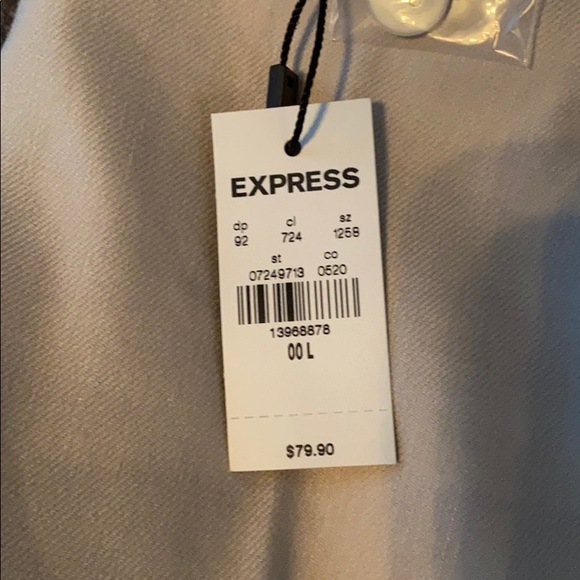 EXPRESS
dp cl sz
92 724 1258
st co
07249713 0520
13968878
00 L
$79.90